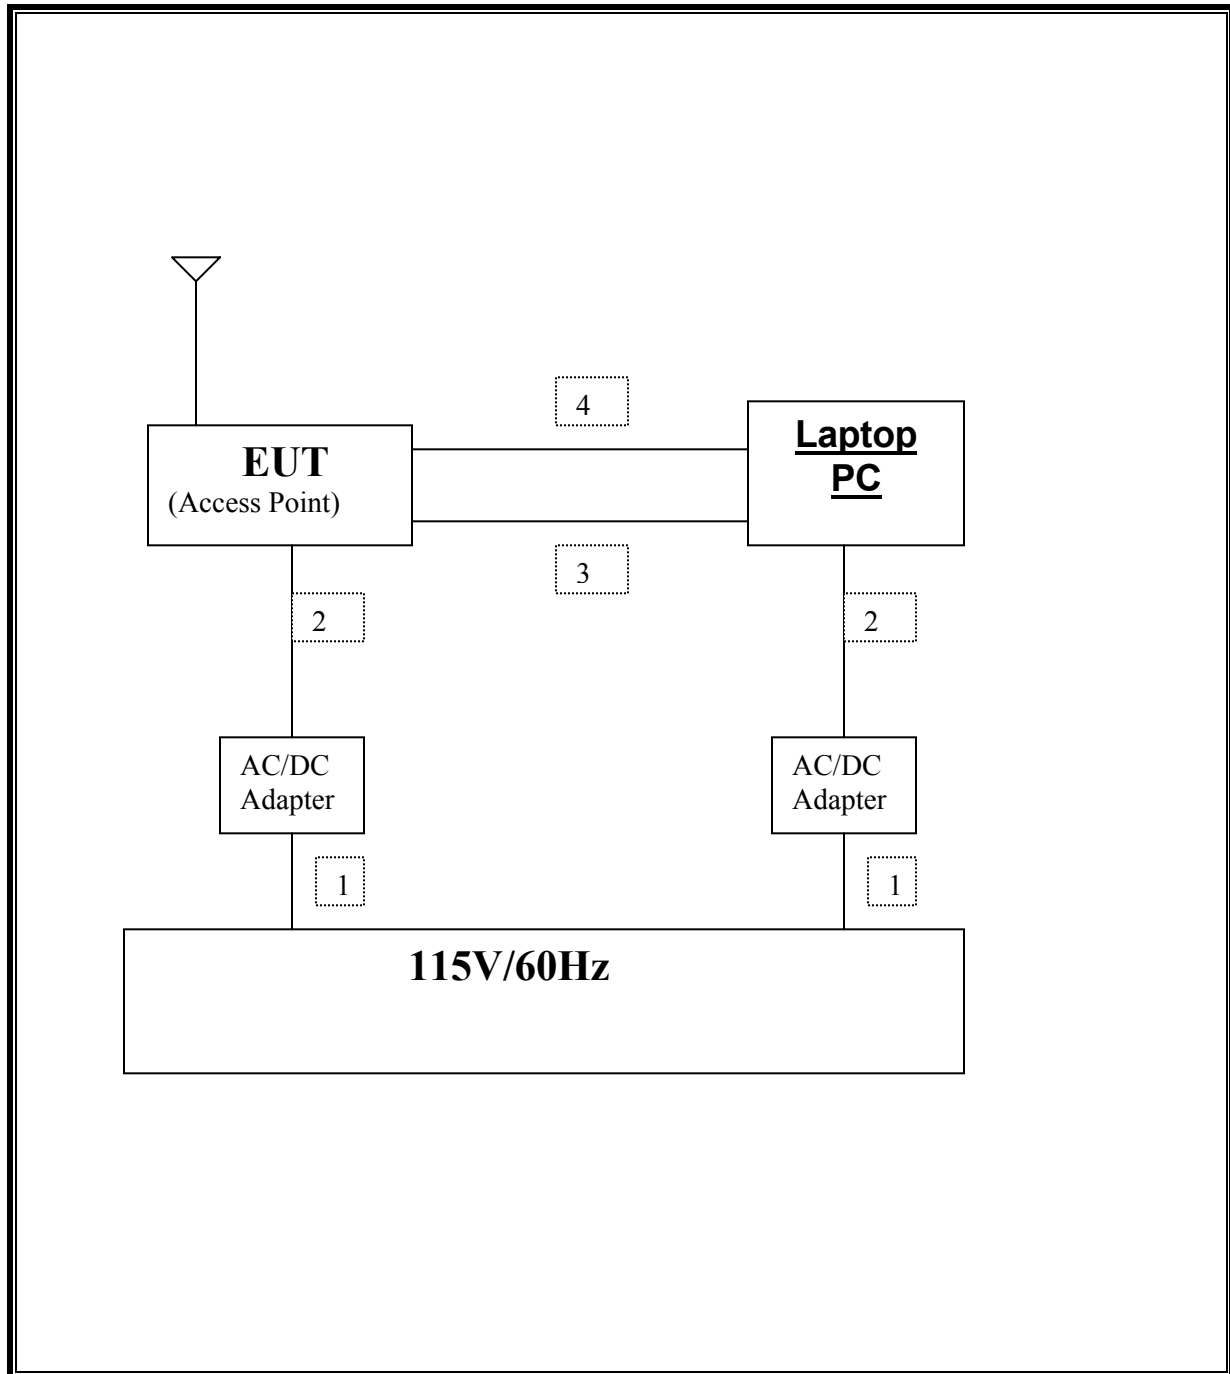 4
EUT
(Access Point)
Laptop
PC
3
2
2
AC/DC
Adapter
AC/DC
Adapter
1
1
115V/60Hz